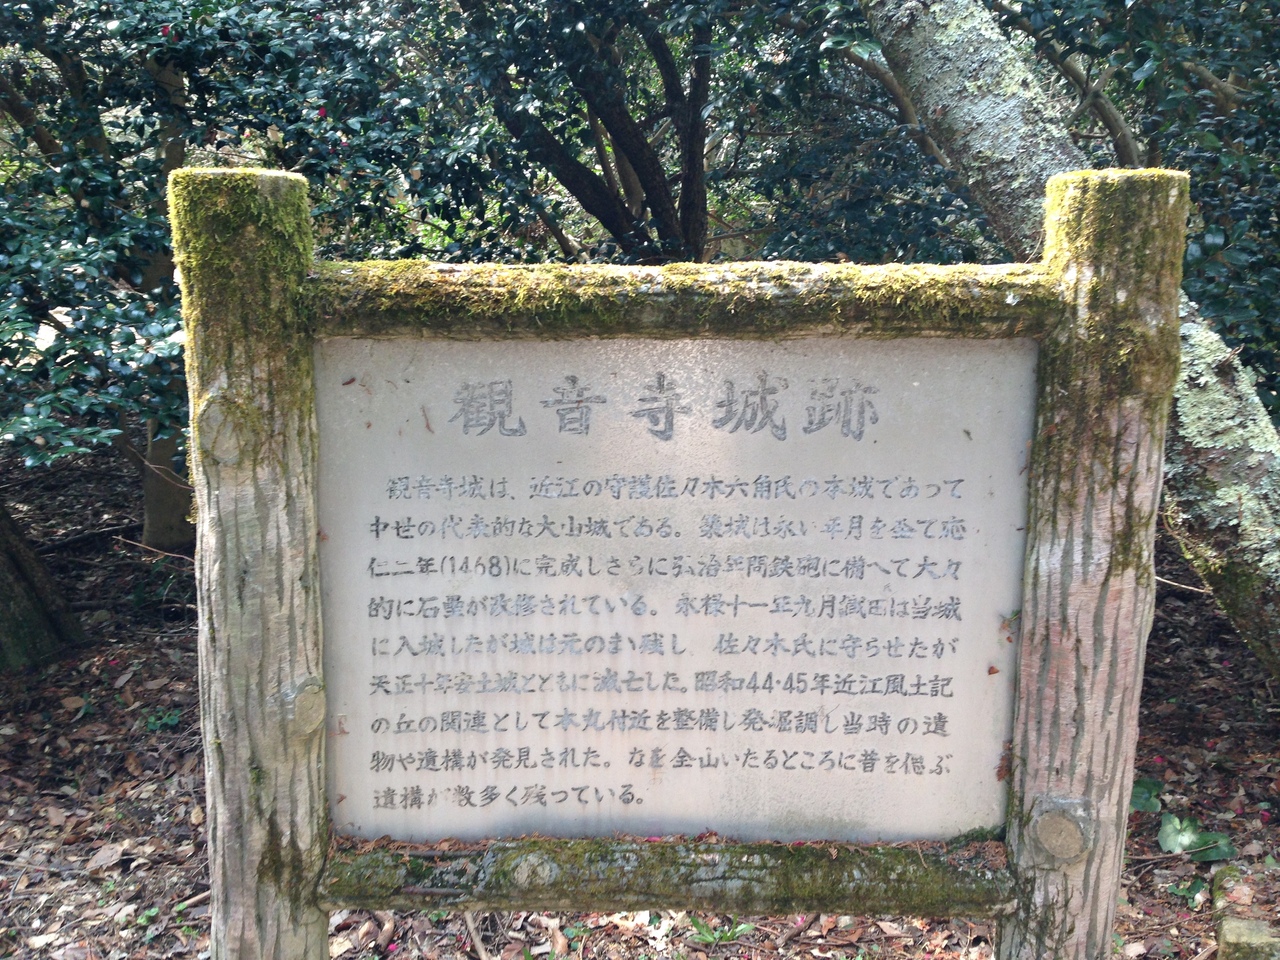 観音寺城跡
観音寺城は、近江の守護佐々木六角氏の本城であって
中世の代表的な大山城である。築城は永い年月を歴て応
仁二年(1468)に完成しさらに弘治年間鉄砲に備へて大々
的に石塁が改修されている。永禄十一年九月織田は当城
に入城したが城は元のまゝ残し 佐々木氏に守らせたが
天正十年安土城とともに滅亡した。昭和44・45年近江風土記
の丘の関連として本丸付近を整備し発掘調し当時の遺
物や遺構が発見された。なを全山いたるところに昔を偲ぶ
遺構が数多く残っている。